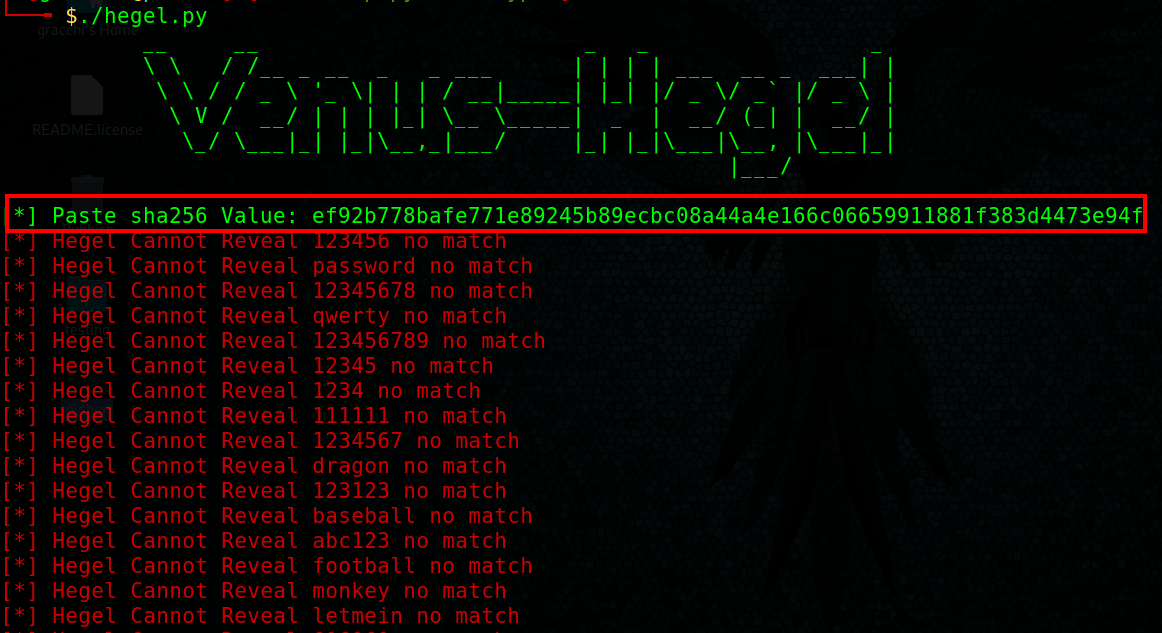 $./hegel.py
gracchi's Home
Venus-Hegel
README.license
[*] Paste sha256 Value: ef92b778bafe771e89245b89ecbc08a44a4e166c06659911881f383d4473e94f
[*] Hegel Cannot Reveal 123456 no match
[*] Hegel Cannot Reveal password no match
[*] Hegel Cannot Reveal 12345678 no match
[*] Hegel Cannot Reveal qwerty no match
testing
[*] Hegel Cannot Reveal 123456789 no match
[*] Hegel Cannot Reveal 12345 no match
[*] Hegel Cannot Reveal 1234 no match
[*] Hegel Cannot Reveal 111111 no match
[*] Hegel Cannot Reveal 1234567 no match
[*] Hegel Cannot Reveal dragon no match
[*] Hegel Cannot Reveal 123123 no match
[*] Hegel Cannot Reveal baseball no match
[*] Hegel Cannot Reveal abc123 no match
[*] Hegel Cannot Reveal football no match
[*] Hegel Cannot Reveal monkey no match
[*] Hegel Cannot Reveal letmein no match